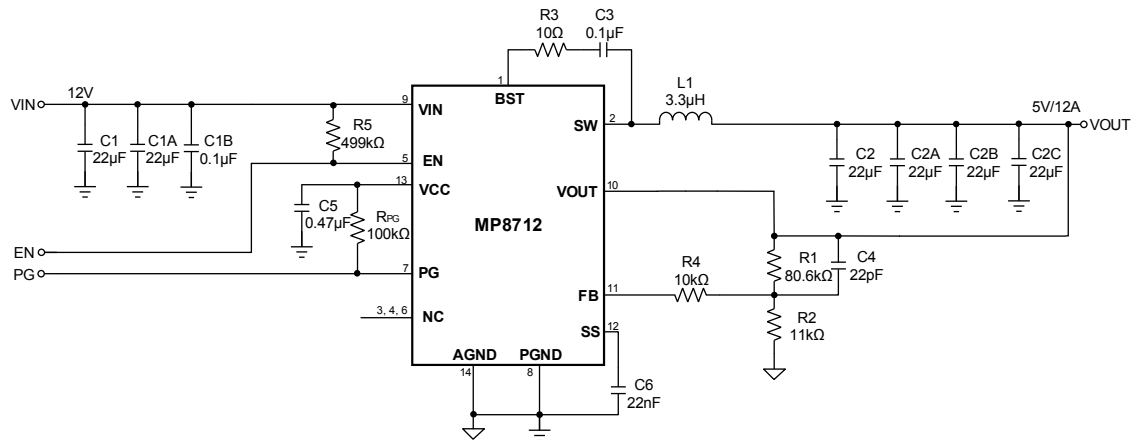 R3
10Ω
C3
0.1µF
1
BST
L1
3.3µH
5V/12A
VIN
12V
9
VIN
SW
2
VOUT
C1
22µF
C1A
22µF
C1B
0.1µF
R5
499kΩ
5
EN
C2
22µF
C2A
22µF
C2B
22µF
C2C
22µF
13
VCC
VOUT
10
C5
0.47µF
RPG
100kΩ
MP8712
EN
PG
7
PG
R4
10kΩ
R1
80.6kΩ
C4
22pF
FB
11
3, 4, 6
NC
SS
12
R2
11kΩ
AGND
PGND
14
8
C6
22nF